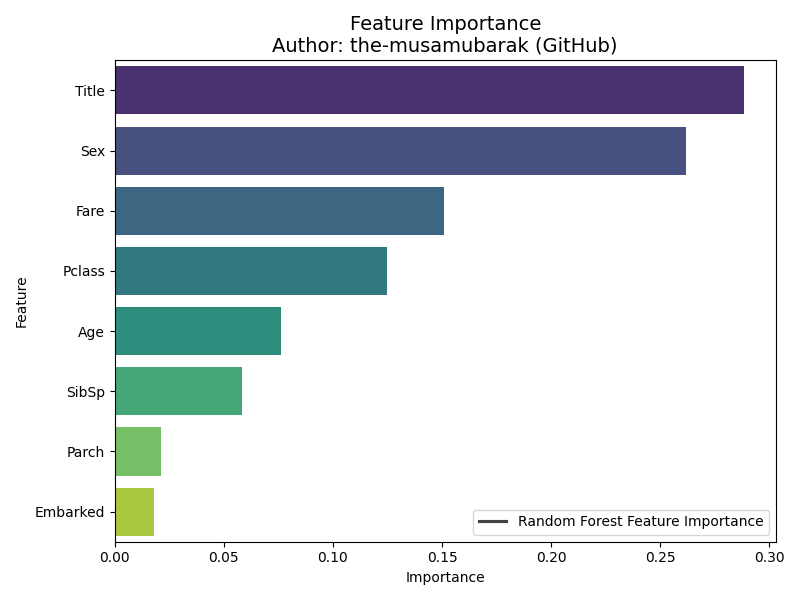 Feature Importance
Author: the-musamubarak (GitHub)
Title
Sex
Fare
Pclass
Age
SibSp
Parch
Embarked
Feature
Random Forest Feature Importance
0.00 0.05 0.10 0.15 0.20 0.25 0.30
Importance